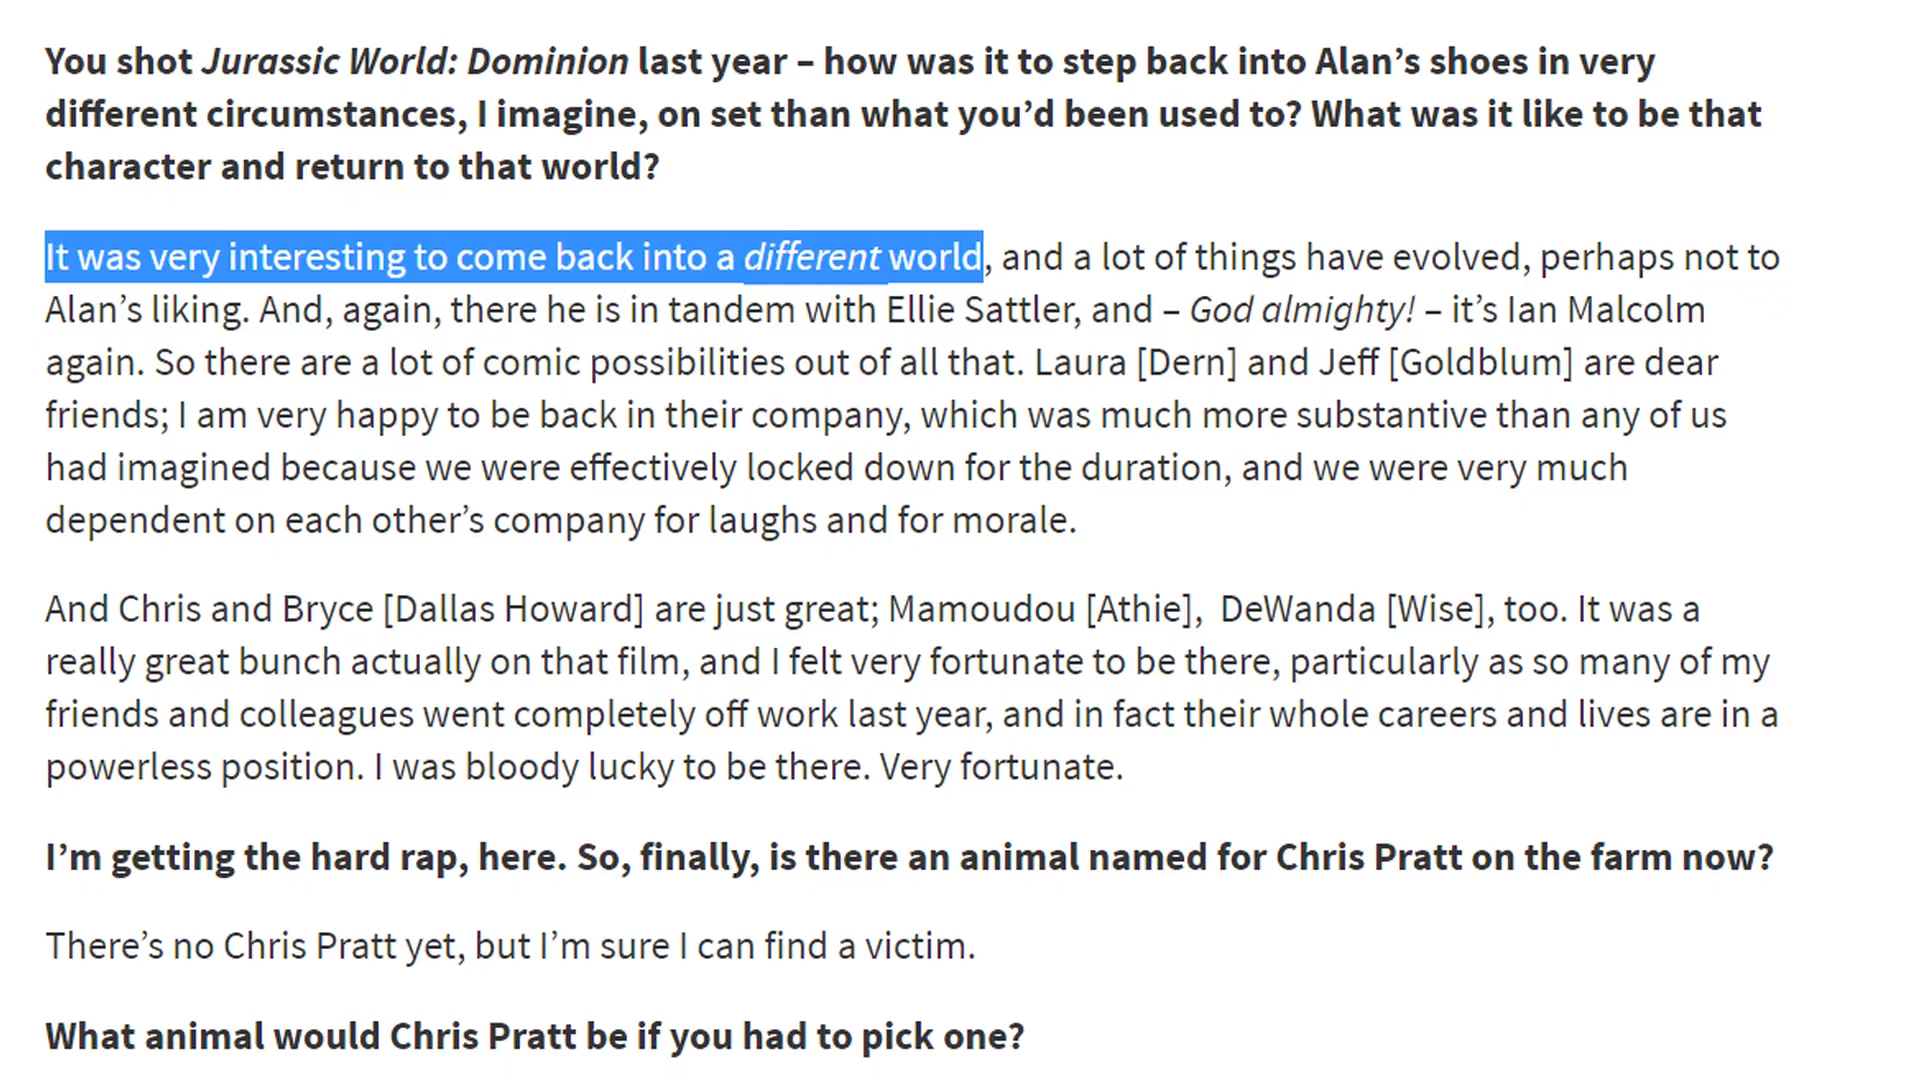 You shot Jurassic World: Dominion last year – how was it to step back into Alan’s shoes in very
different circumstances, I imagine, on set than what you’d been used to? What was it like to be that
character and return to that world?
It was very interesting to come back into a different world, and a lot of things have evolved, perhaps not to
Alan’s liking. And, again, there he is in tandem with Ellie Sattler, and – God almighty! – it’s Ian Malcolm
again. So there are a lot of comic possibilities out of all that. Laura [Dern] and Jeff [Goldblum] are dear
friends; I am very happy to be back in their company, which was much more substantive than any of us
had imagined because we were effectively locked down for the duration, and we were very much
dependent on each other’s company for laughs and for morale.
And Chris and Bryce [Dallas Howard] are just great; Mamoudou [Athie],  DeWanda [Wise], too. It was a
really great bunch actually on that film, and I felt very fortunate to be there, particularly as so many of my
friends and colleagues went completely off work last year, and in fact their whole careers and lives are in a
powerless position. I was bloody lucky to be there. Very fortunate.
I’m getting the hard rap, here. So, finally, is there an animal named for Chris Pratt on the farm now?
There’s no Chris Pratt yet, but I’m sure I can find a victim.
What animal would Chris Pratt be if you had to pick one?